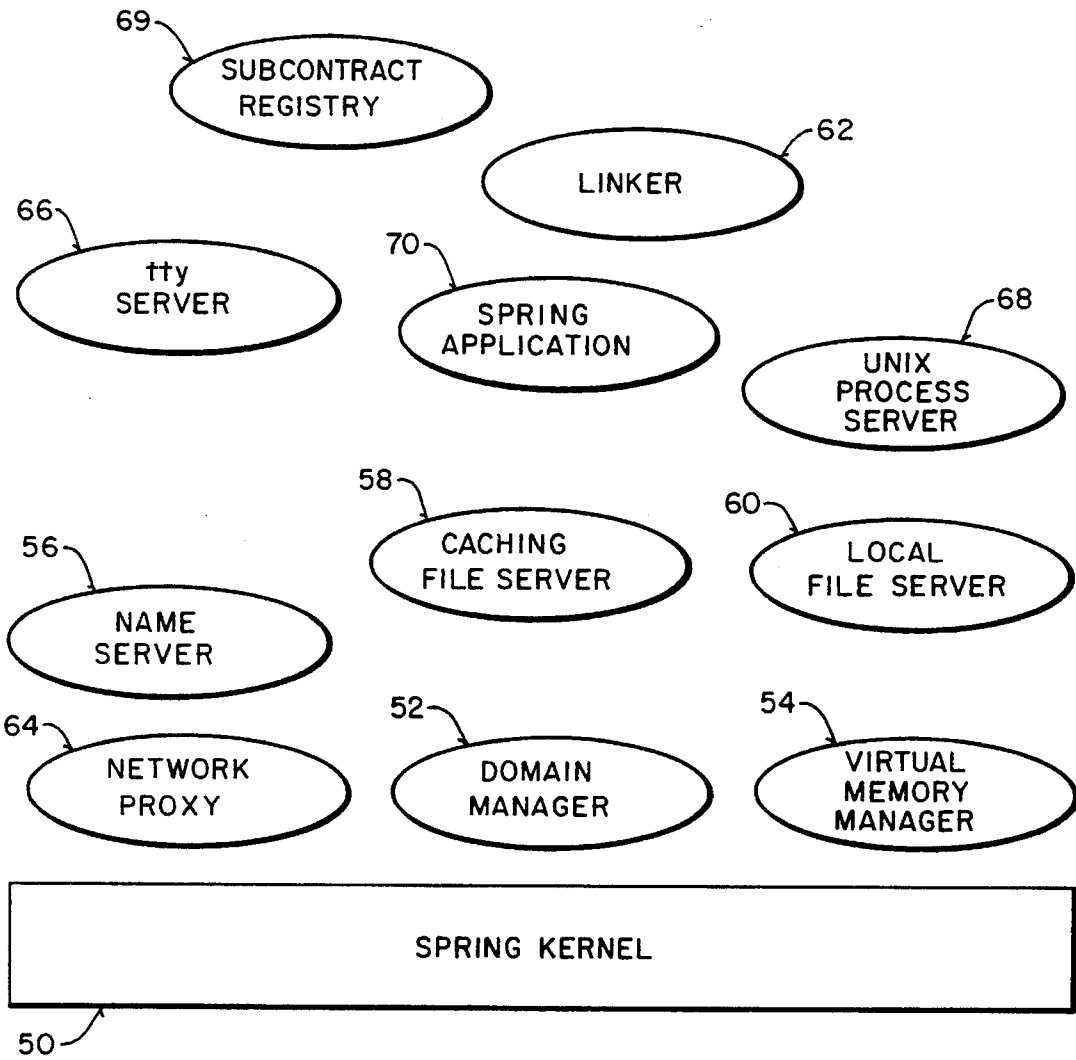 69
SUBCONTRACT
REGISTRY
62
LINKER
66
tty
SERVER
70
SPRING
APPLICATION
68
UNIX
PROCESS
SERVER
58
CACHING
FILE SERVER
60
LOCAL
FILE SERVER
56
NAME
SERVER
64
NETWORK
PROXY
52
DOMAIN
MANAGER
54
VIRTUAL
MEMORY
MANAGER
SPRING KERNEL
50